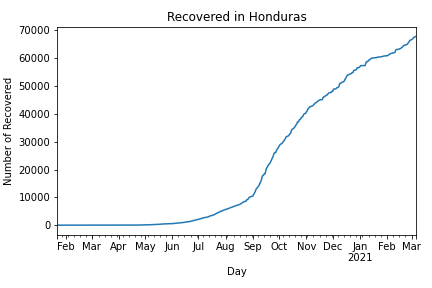 Recovered in Honduras
70000
60000
50000
40000
30000
20000
10000
0
Number of Recovered
Feb Mar Apr May Jun Jul Aug Sep Oct Nov Dec Jan Feb Mar
2021
Day